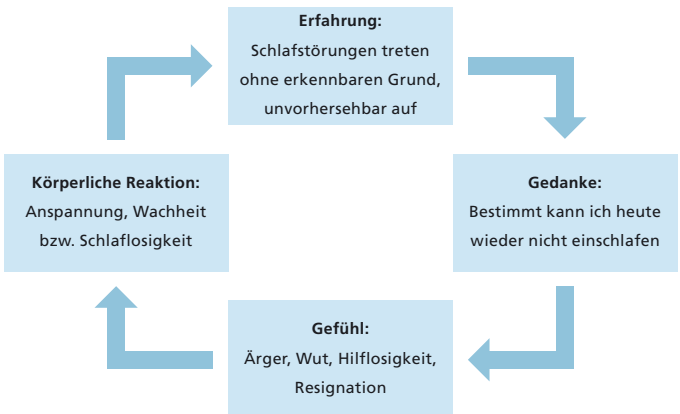 Erfahrung:
Schlafstörungen treten
ohne erkennbaren Grund,
unvorhersehbar auf
Gedanke:
Bestimmt kann ich heute
wieder nicht einschlafen
Gefühl:
Ärger, Wut, Hilflosigkeit,
Resignation
Körperliche Reaktion:
Anspannung, Wachheit
bzw. Schlaflosigkeit